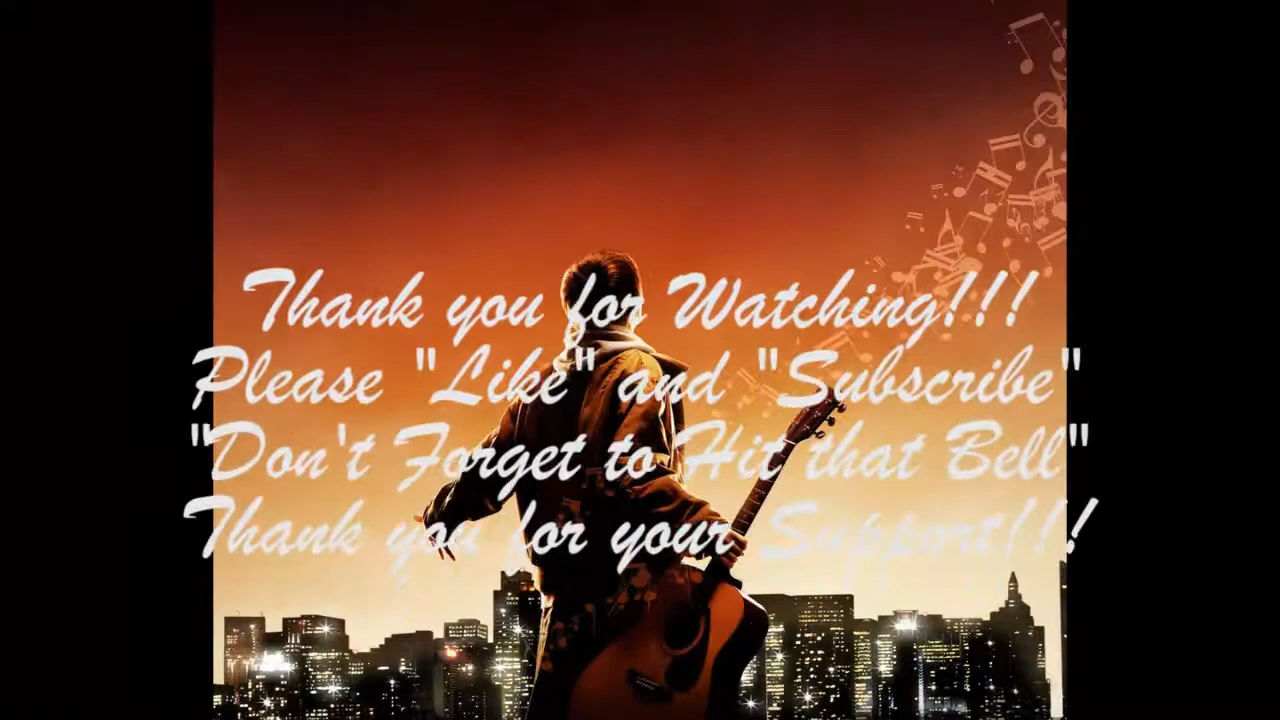 Thank you for Watching!!!
Please "Like" and "Subscribe"
"Don't Forget to Hit that Bell"
Thank you for your Support!!!